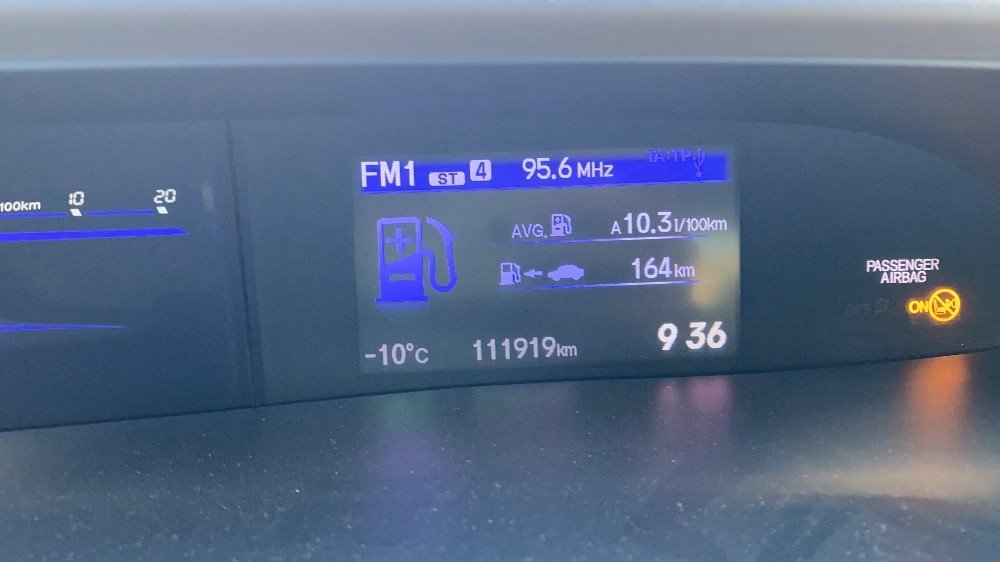 FM1 ST 4 95.6 MHz TA TP
100km 10 20
AVG. A 10.3 l/100km
164 km
PASSENGER
AIRBAG
ON
-10°C 111919km 9 36